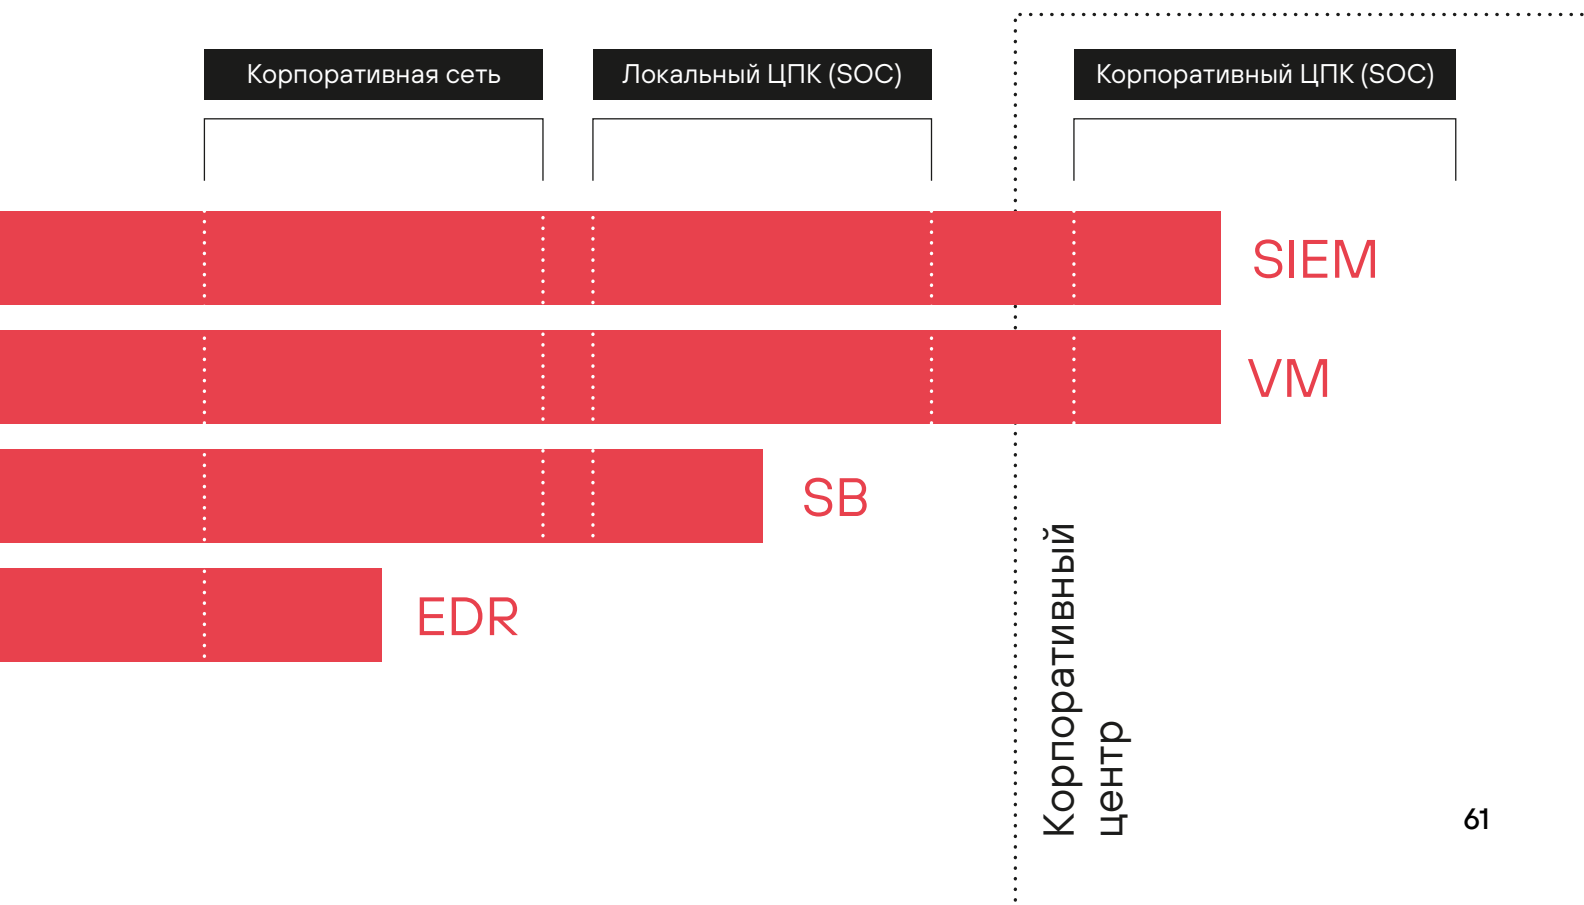 Корпоративная сеть
Локальный ЦПК (SOC)
Корпоративный ЦПК (SOC)
SIEM
VM
SB
EDR
Корпоративный
центр
61